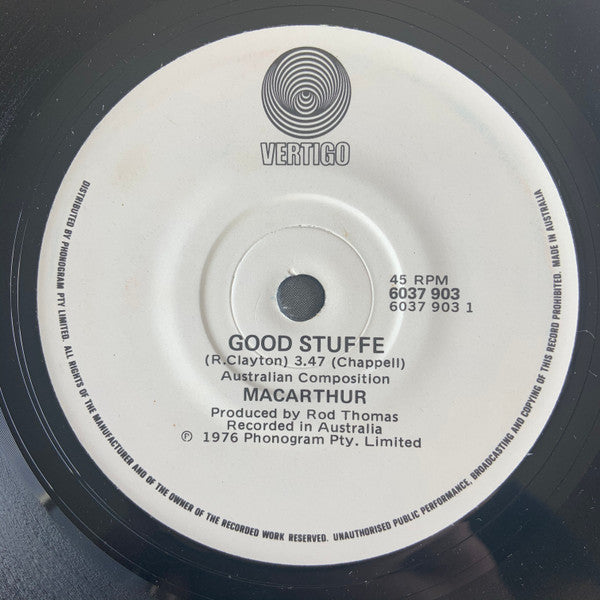 VERTIGO
45 RPM
6037 903
6037 903 1
GOOD STUFFE
(R.Clayton) 3.47 (Chappell)
Australian Composition
MACARTHUR
Produced by Rod Thomas
Recorded in Australia
℗ 1976 Phonogram Pty. Limited
DISTRIBUTED BY PHONOGRAM PTY LIMITED. ALL RIGHTS OF THE MANUFACTURER AND OF THE OWNER OF THE RECORDED WORK RESERVED. UNAUTHORISED PUBLIC PERFORMANCE, BROADCASTING AND COPYING OF THIS RECORD PROHIBITED. MADE IN AUSTRALIA